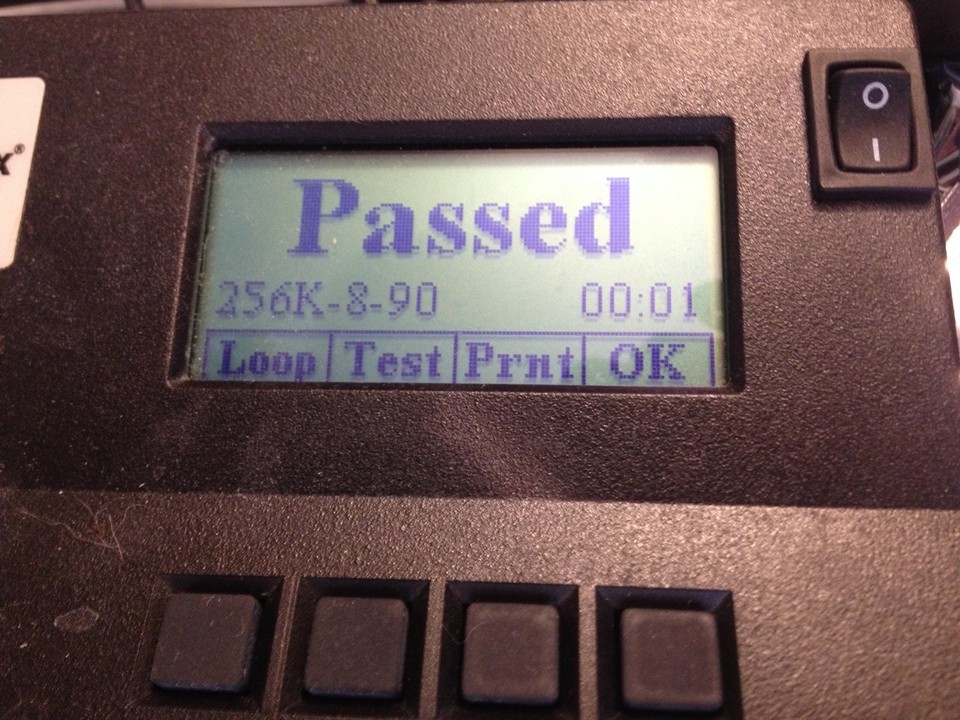 x®
Passed
256K-8-90 00:01
Loop Test Prnt OK
O
I